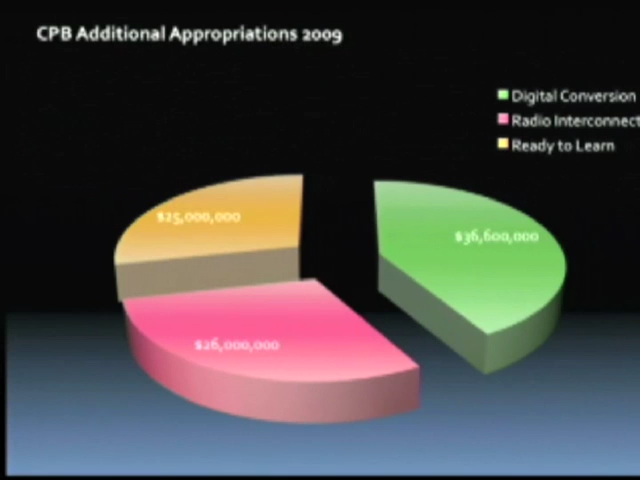 CPB Additional Appropriations 2009
Digital Conversion
Radio Interconnect
Ready to Learn
$25,000,000
$36,600,000
$26,000,000